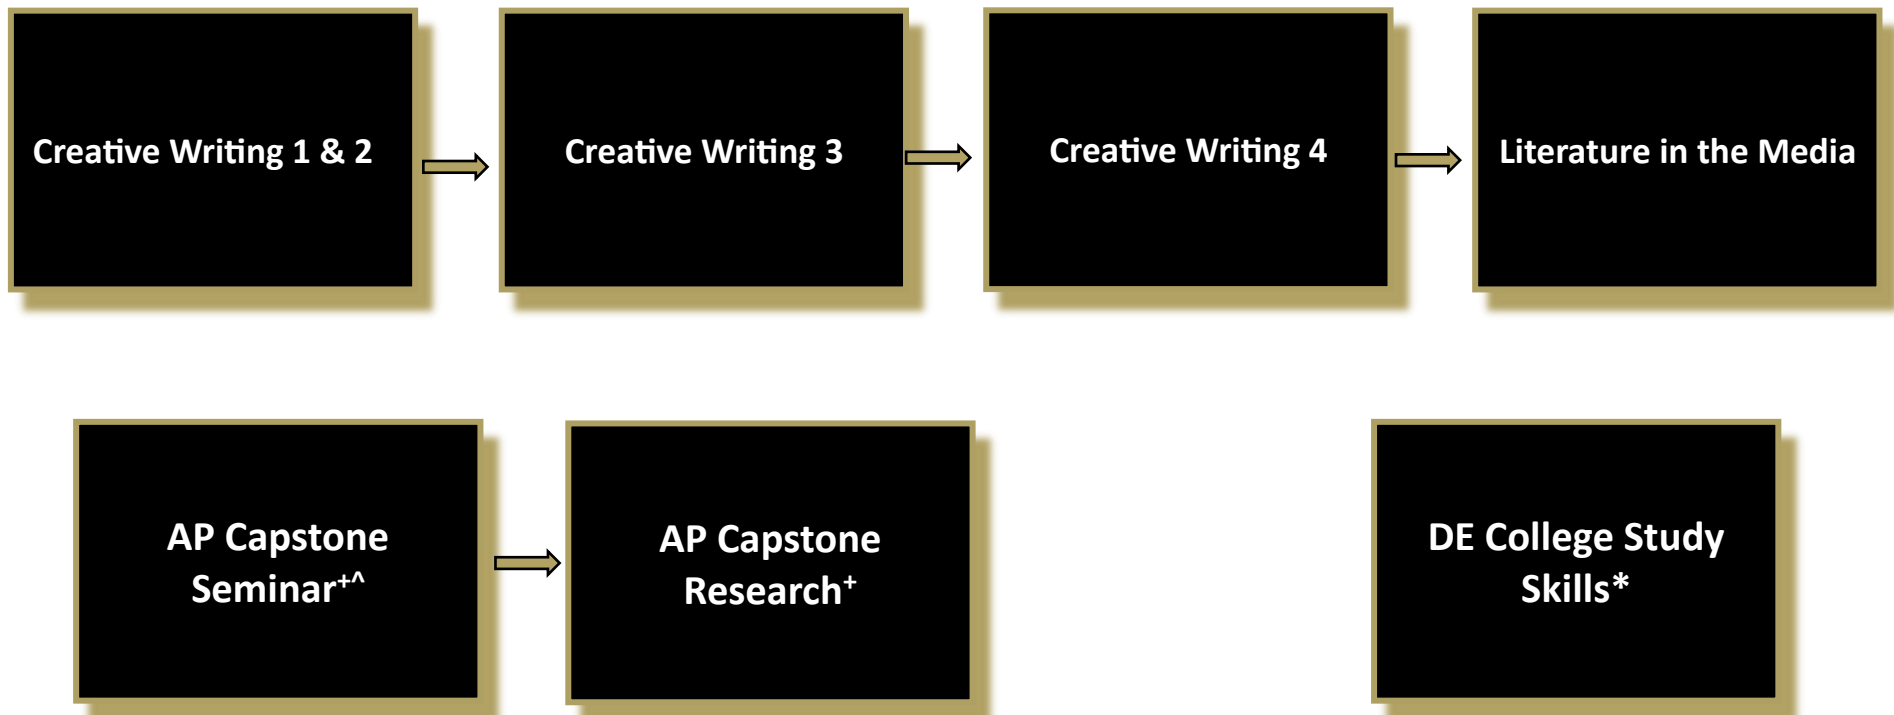 Creative Writing 1 & 2
Creative Writing 3
Creative Writing 4
Literature in the Media
AP Capstone
Seminar⁺^
AP Capstone
Research⁺
DE College Study
Skills*